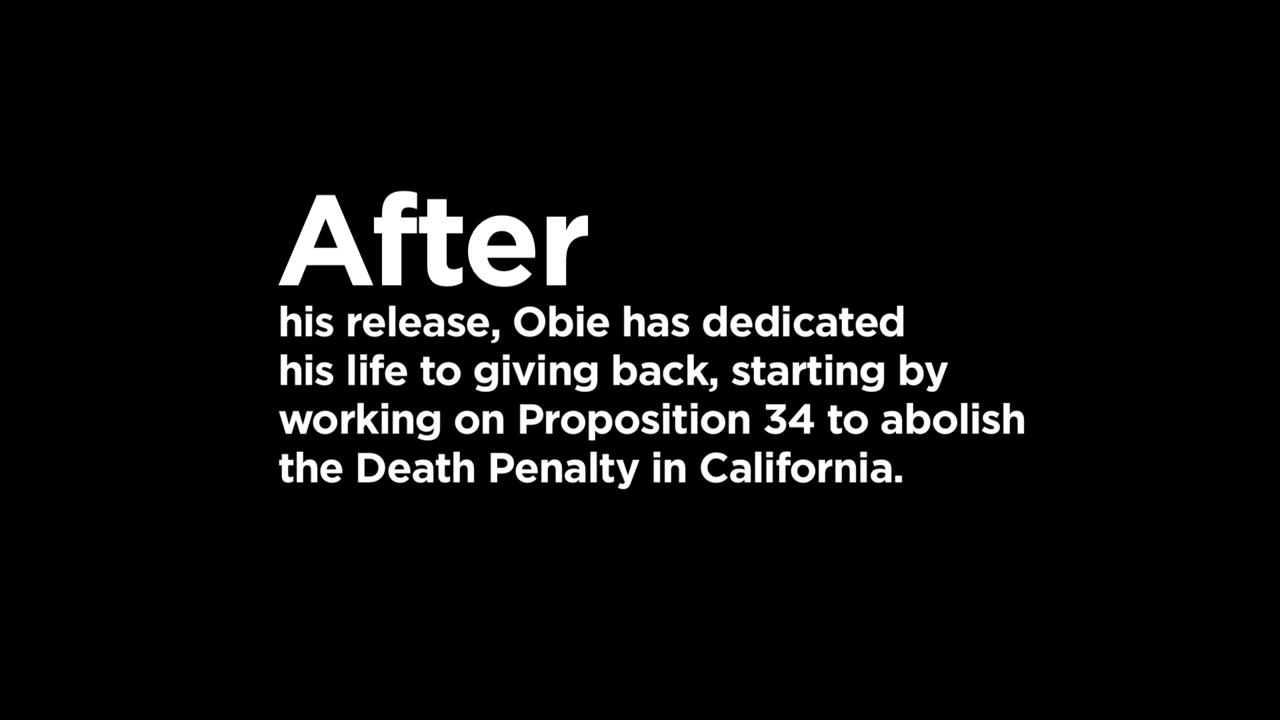 After
his release, Obie has dedicated
his life to giving back, starting by
working on Proposition 34 to abolish
the Death Penalty in California.